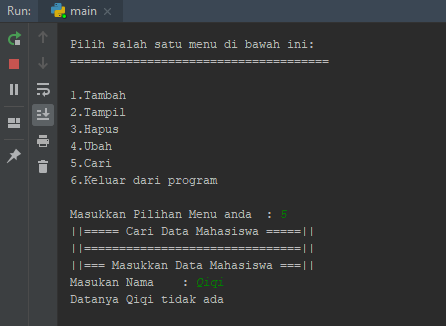 Run: main ×
Pilih salah satu menu di bawah ini:
=====================================
1.Tambah
2.Tampil
3.Hapus
4.Ubah
5.Cari
6.Keluar dari program
Masukkan Pilihan Menu anda  : 5
||===== Cari Data Mahasiswa =====||
||===============================||
||=== Masukkan Data Mahasiswa ===||
Masukan Nama    : Qiqi
Datanya Qiqi tidak ada